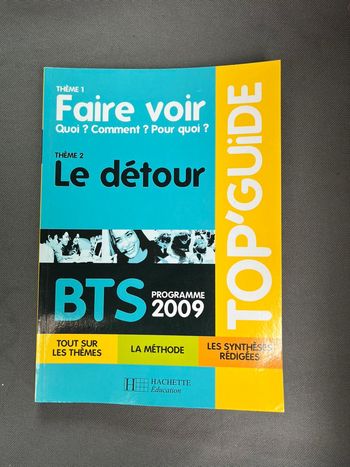 THÈME 1
Faire voir
Quoi ? Comment ? Pour quoi ?
THÈME 2
Le détour
BTS
PROGRAMME
2009
TOP'GUiDE
TOUT SUR
LES THÈMES
LA MÉTHODE
LES SYNTHÈSES
RÉDIGÉES
H
HACHETTE
Éducation